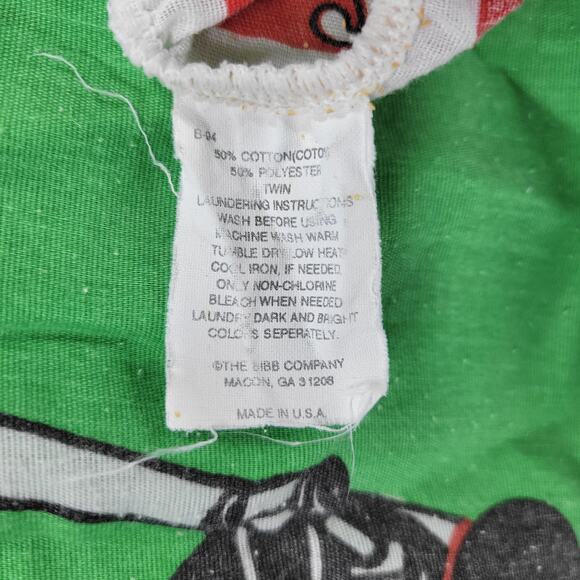 B-94
50% COTTON(COTON)
50% POLYESTER
TWIN
LAUNDERING INSTRUCTIONS
WASH BEFORE USING
MACHINE WASH WARM
TUMBLE DRY LOW HEAT
COOL IRON, IF NEEDED
ONLY NON-CHLORINE
BLEACH WHEN NEEDED
LAUNDRY DARK AND BRIGHT
COLORS SEPERATELY.
©THE BIBB COMPANY
MACON, GA 31208
MADE IN U.S.A.